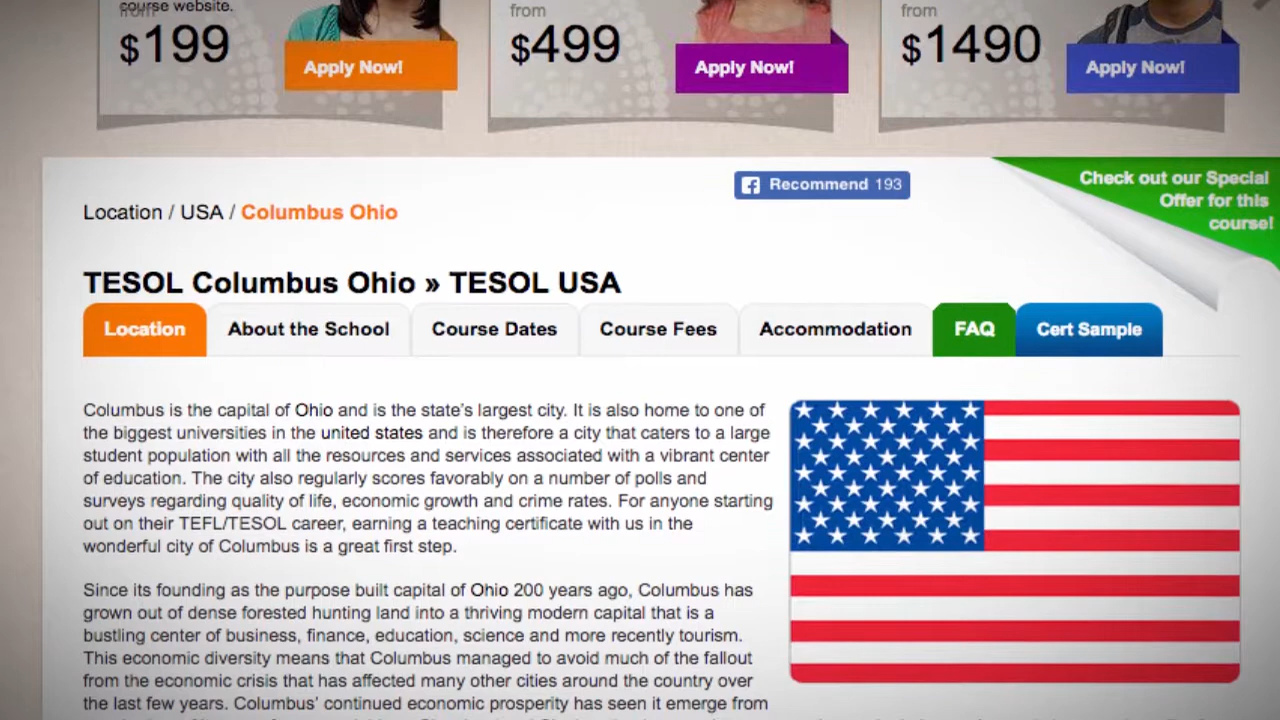 course website.
from
from
from
$199
$499
$1490
Apply Now!
Apply Now!
Apply Now!
Recommend 193
Check out our Special
Offer for this
course!
Location / USA / Columbus Ohio
TESOL Columbus Ohio » TESOL USA
Location
About the School
Course Dates
Course Fees
Accommodation
FAQ
Cert Sample
Columbus is the capital of Ohio and is the state's largest city. It is also home to one of
the biggest universities in the united states and is therefore a city that caters to a large
student population with all the resources and services associated with a vibrant center
of education. The city also regularly scores favorably on a number of polls and
surveys regarding quality of life, economic growth and crime rates. For anyone starting
out on their TEFL/TESOL career, earning a teaching certificate with us in the
wonderful city of Columbus is a great first step.
Since its founding as the purpose built capital of Ohio 200 years ago, Columbus has
grown out of dense forested hunting land into a thriving modern capital that is a
bustling center of business, finance, education, science and more recently tourism.
This economic diversity means that Columbus managed to avoid much of the fallout
from the economic crisis that has affected many other cities around the country over
the last few years. Columbus' continued economic prosperity has seen it emerge from